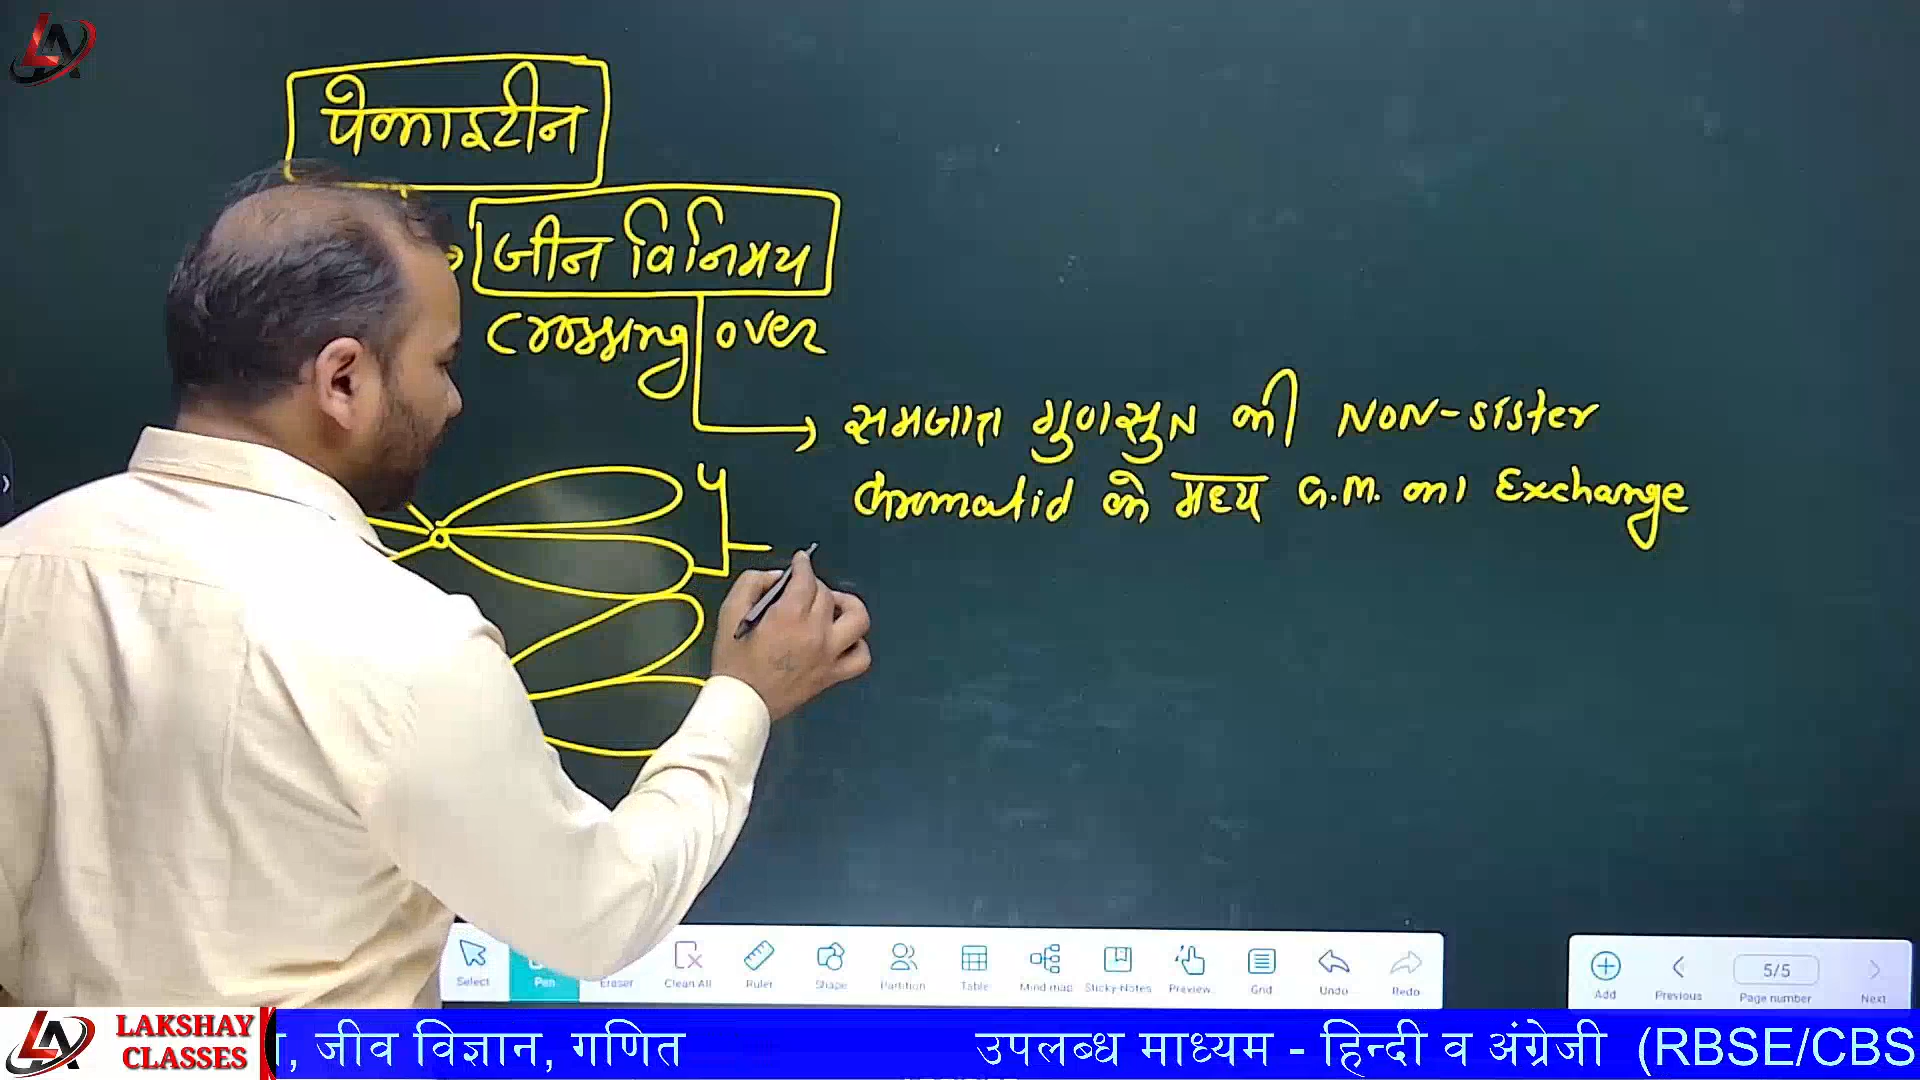 पैकाइटीन
जीन विनिमय
crossing over
समजात गुणसुत्र की NON-sister
chromatid के मध्य G.M. का Exchange
Select
Pen
Eraser
Clean All
Ruler
Shape
Partition
Table
Mind map
Sticky Notes
Preview..
Grid
Undo
Redo
Add
Previous
5/5
Page number
Next
LAKSHAY
CLASSES
, जीव विज्ञान, गणित
उपलब्ध माध्यम - हिन्दी व अंग्रेजी (RBSE/CBS